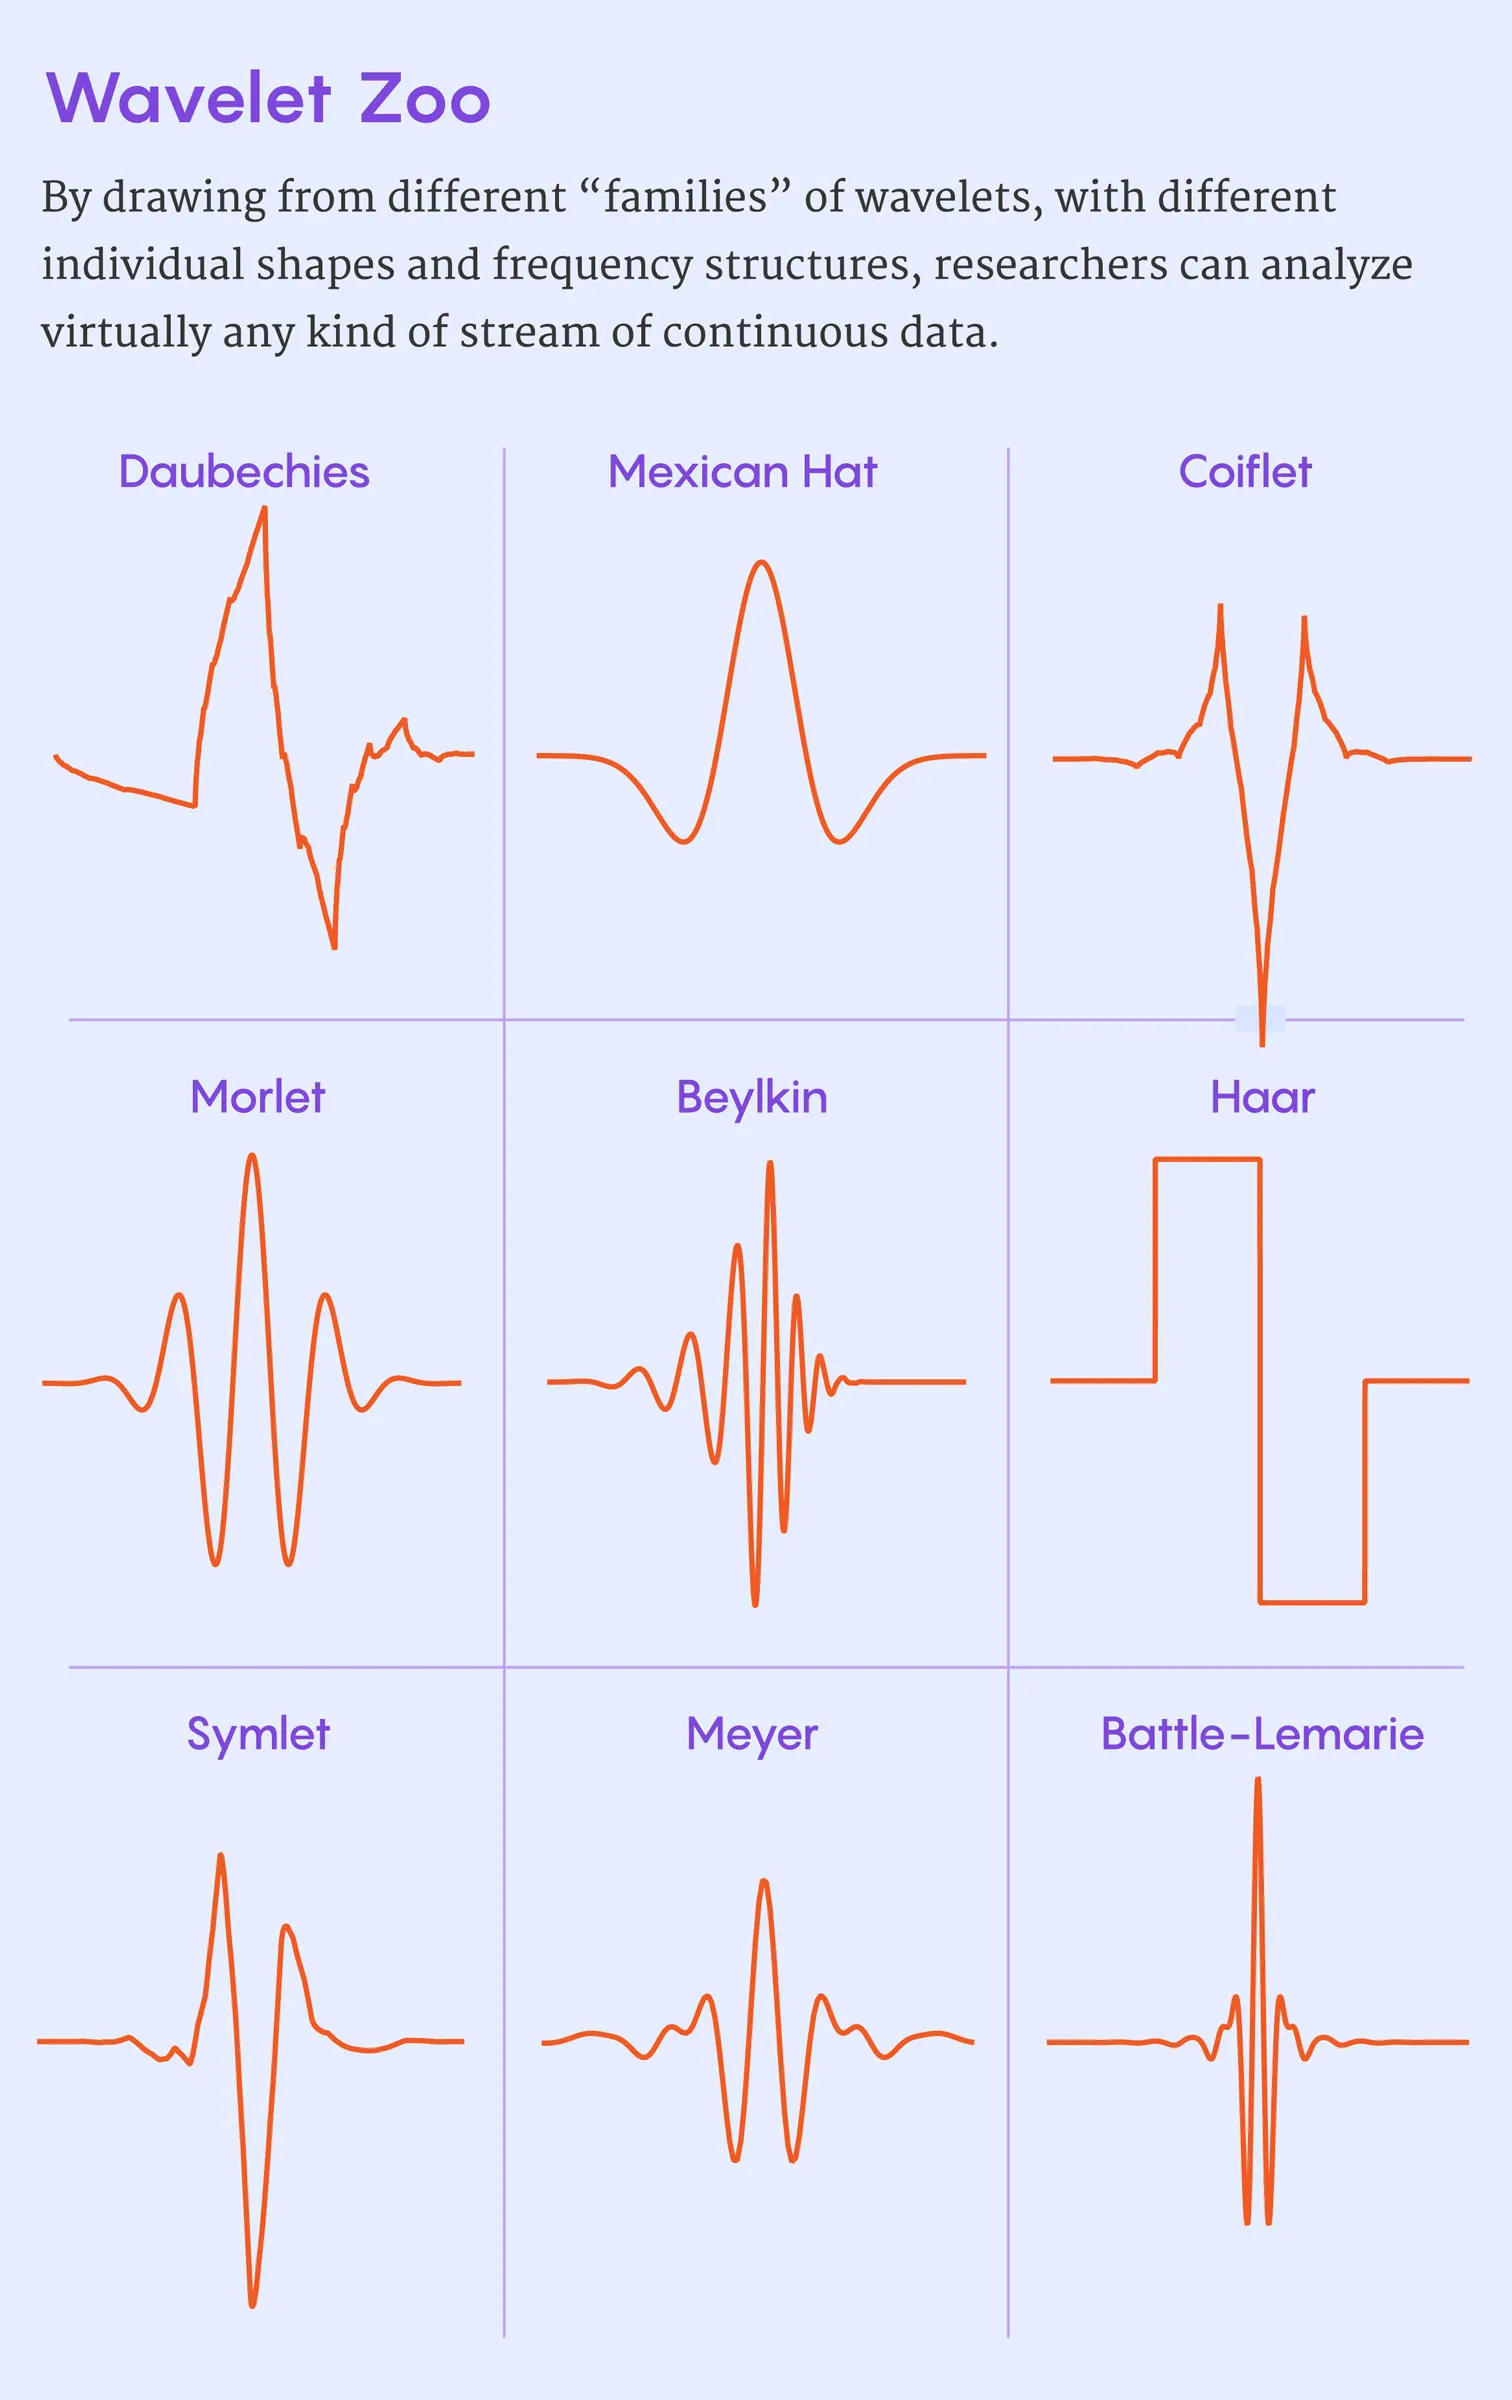 Wavelet Zoo
By drawing from different “families” of wavelets, with different
individual shapes and frequency structures, researchers can analyze
virtually any kind of stream of continuous data.
Daubechies
Mexican Hat
Coiflet
Morlet
Beylkin
Haar
Symlet
Meyer
Battle-Lemarie